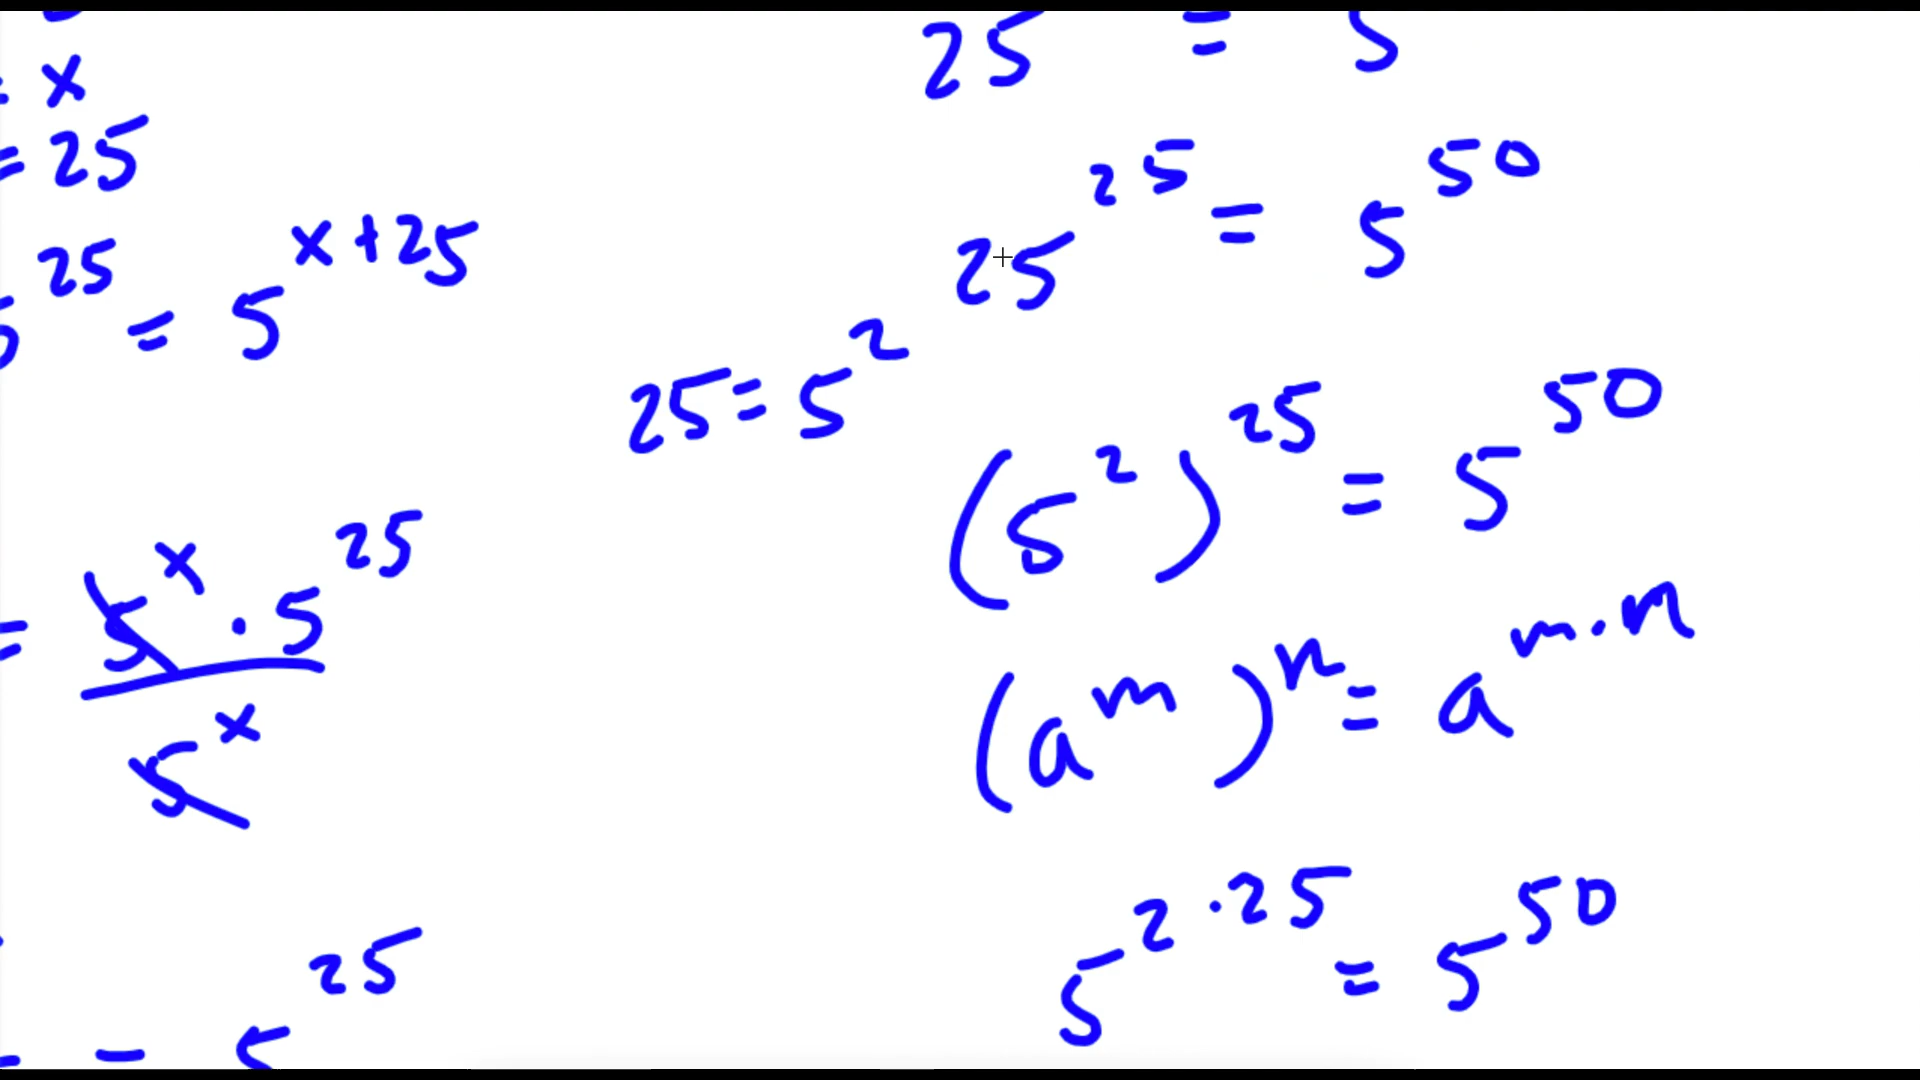 = x
= 25
5^25 = 5^(x+25)
= (5^x · 5^25) / 5^x
25
25 = 5
25^25 = 5^50
25 = 5^2
(5^2)^25 = 5^50
(a^m)^n = a^(m·n)
5^(2·25) = 5^50